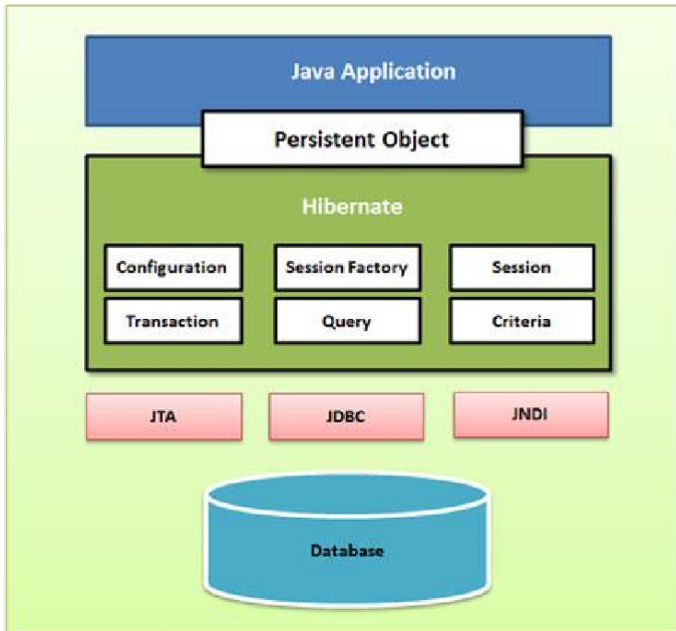 Java Application
Persistent Object
Hibernate
Configuration
Session Factory
Session
Transaction
Query
Criteria
JTA
JDBC
JNDI
Database